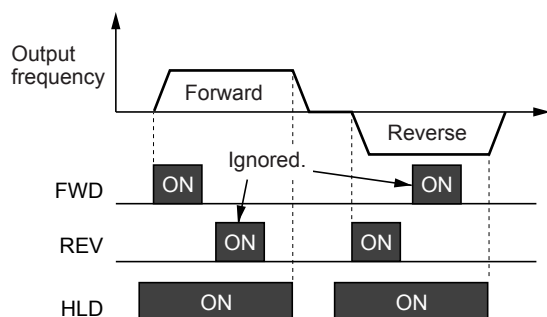 Output
frequency
Forward
Reverse
Ignored.
FWD
ON
ON
REV
ON
ON
HLD
ON
ON